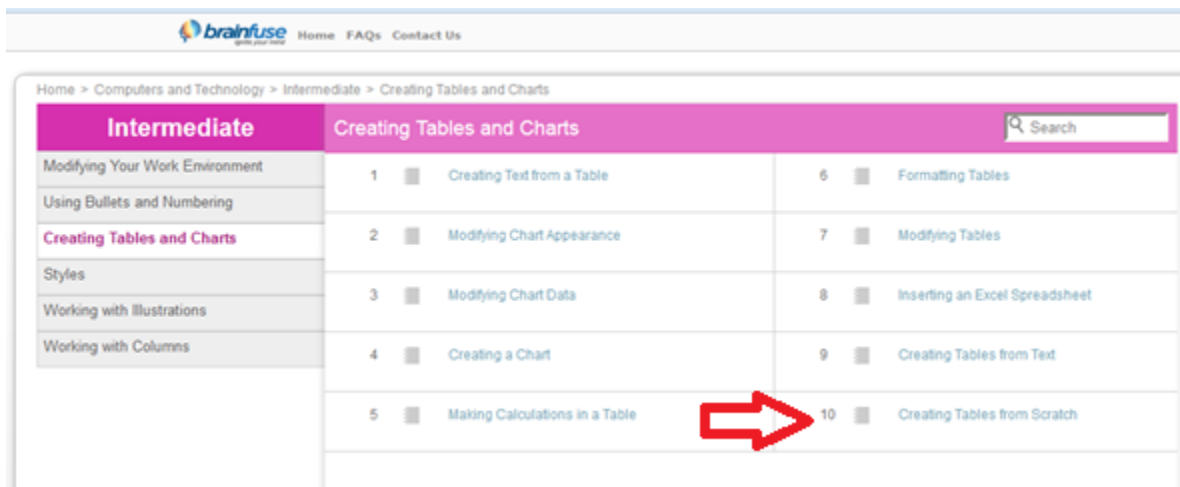 brainfuse Home FAQs Contact Us
ignite your mind
Home > Computers and Technology > Intermediate > Creating Tables and Charts
Intermediate
Modifying Your Work Environment
Using Bullets and Numbering
Creating Tables and Charts
Styles
Working with Illustrations
Working with Columns
Creating Tables and Charts
Search
1 Creating Text from a Table
2 Modifying Chart Appearance
3 Modifying Chart Data
4 Creating a Chart
5 Making Calculations in a Table
6 Formatting Tables
7 Modifying Tables
8 Inserting an Excel Spreadsheet
9 Creating Tables from Text
10 Creating Tables from Scratch